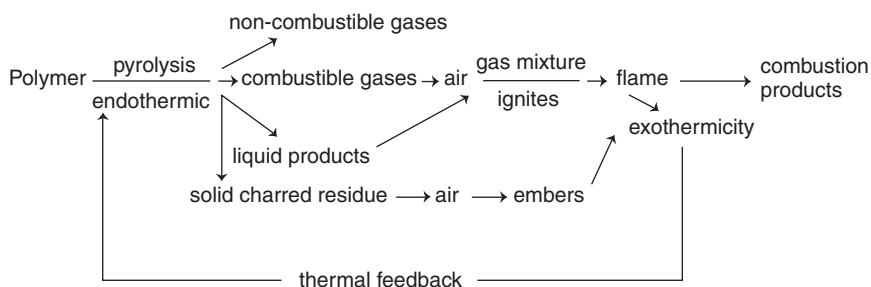 non-combustible gases
Polymer pyrolysis combustible gases air gas mixture flame combustion products
endothermic ignites
exothermicity
liquid products
solid charred residue air embers
thermal feedback